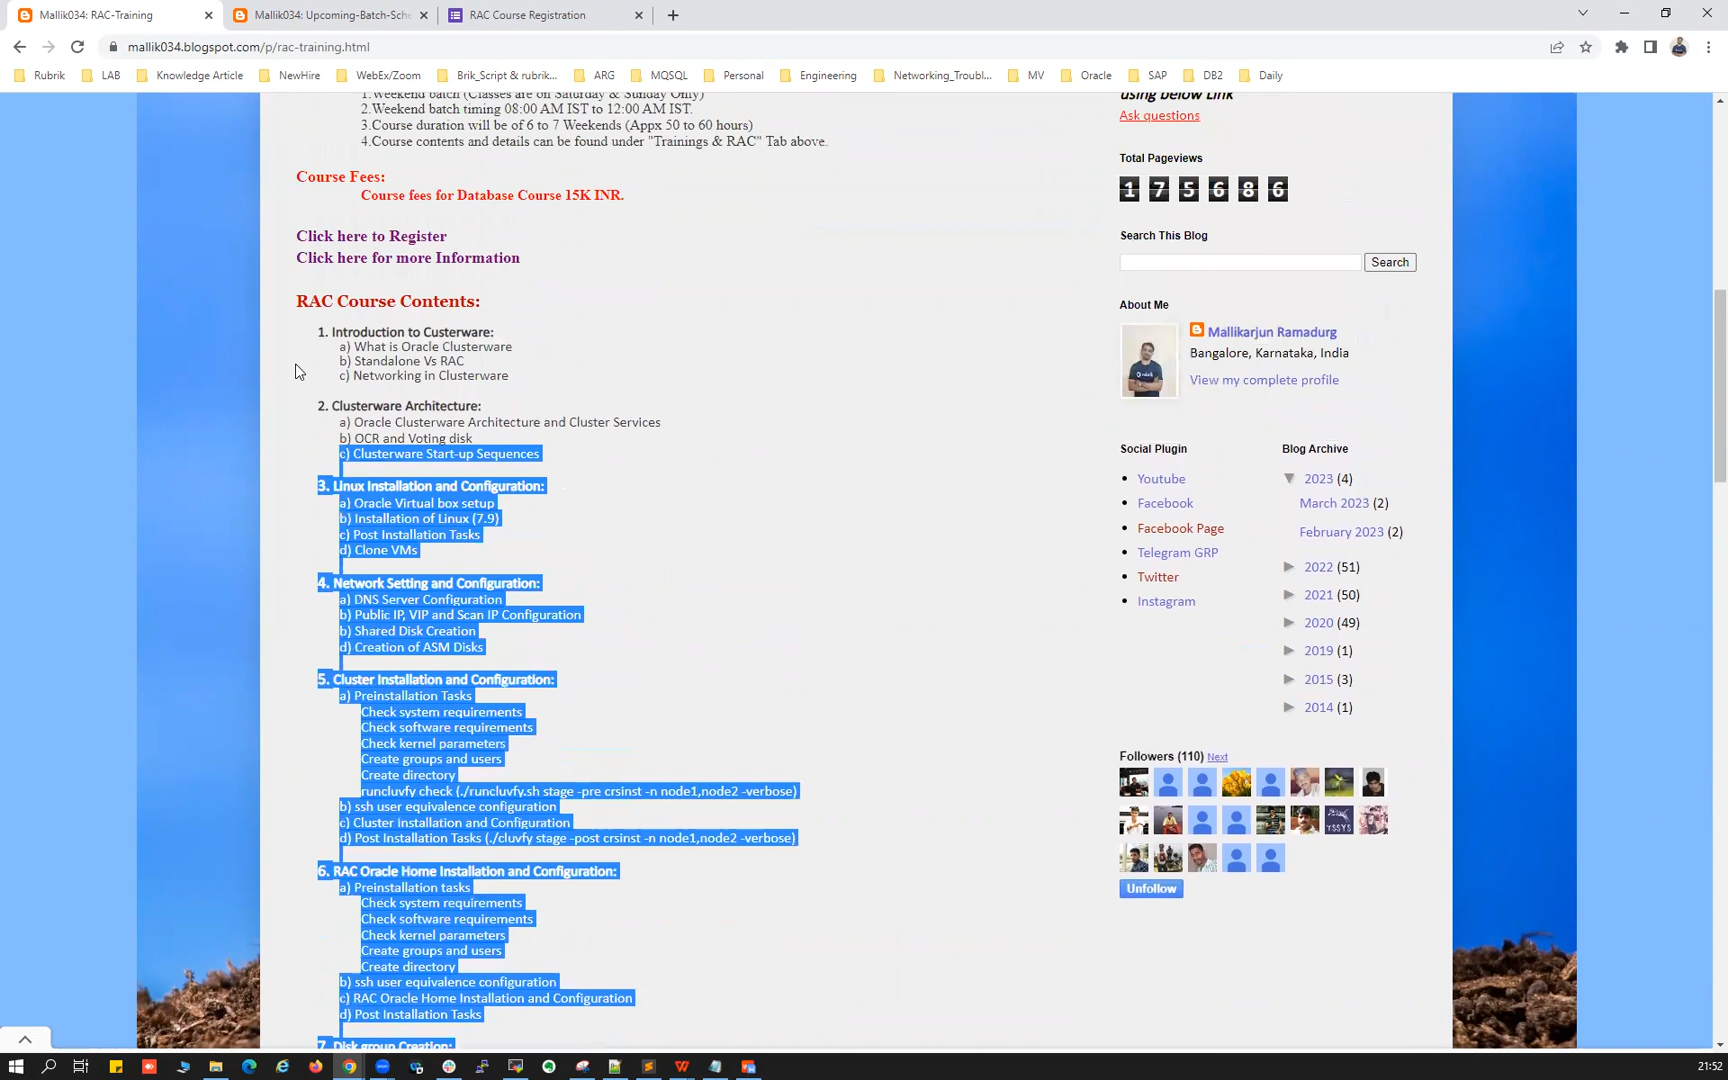 Mallik034: RAC-Training
Mallik034: Upcoming-Batch-Sch
RAC Course Registration
mallik034.blogspot.com/p/rac-training.html
Rubrik
LAB
Knowledge Article
NewHire
WebEx/Zoom
Brik_Script & rubrik...
ARG
MQSQL
Personal
Engineering
Networking_Troubl...
MV
Oracle
SAP
DB2
Daily
1.Weekend batch (Classes are on Saturday & Sunday Only)
2.Weekend batch timing 08:00 AM IST to 12:00 AM IST.
3.Course duration will be of 6 to 7 Weekends (Appx 50 to 60 hours)
4.Course contents and details can be found under "Trainings & RAC" Tab above.
Course Fees:
Course fees for Database Course 15K INR.
Click here to Register
Click here for more Information
RAC Course Contents:
1. Introduction to Custerware:
a) What is Oracle Clusterware
b) Standalone Vs RAC
c) Networking in Clusterware
2. Clusterware Architecture:
a) Oracle Clusterware Architecture and Cluster Services
b) OCR and Voting disk
c) Clusterware Start-up Sequences
3. Linux Installation and Configuration:
a) Oracle Virtual box setup
b) Installation of Linux (7.9)
c) Post Installation Tasks
d) Clone VMs
4. Network Setting and Configuration:
a) DNS Server Configuration
b) Public IP, VIP and Scan IP Configuration
b) Shared Disk Creation
d) Creation of ASM Disks
5. Cluster Installation and Configuration:
a) Preinstallation Tasks
Check system requirements
Check software requirements
Check kernel parameters
Create groups and users
Create directory
runcluvfy check (./runcluvfy.sh stage -pre crsinst -n node1,node2 -verbose)
b) ssh user equivalence configuration
c) Cluster Installation and Configuration
d) Post Installation Tasks (./cluvfy stage -post crsinst -n node1,node2 -verbose)
6. RAC Oracle Home Installation and Configuration:
a) Preinstallation tasks
Check system requirements
Check software requirements
Check kernel parameters
Create groups and users
Create directory
b) ssh user equivalence configuration
c) RAC Oracle Home Installation and Configuration
d) Post Installation Tasks
7. Disk group Creation:
using below Link
Ask questions
Total Pageviews
1 7 5 6 8 6
Search This Blog
Search
About Me
Mallikarjun Ramadurg
Bangalore, Karnataka, India
View my complete profile
Social Plugin
Youtube
Facebook
Facebook Page
Telegram GRP
Twitter
Instagram
Blog Archive
▼ 2023 (4)
March 2023 (2)
February 2023 (2)
► 2022 (51)
► 2021 (50)
► 2020 (49)
► 2019 (1)
► 2015 (3)
► 2014 (1)
Followers (110) Next
Unfollow
21:52